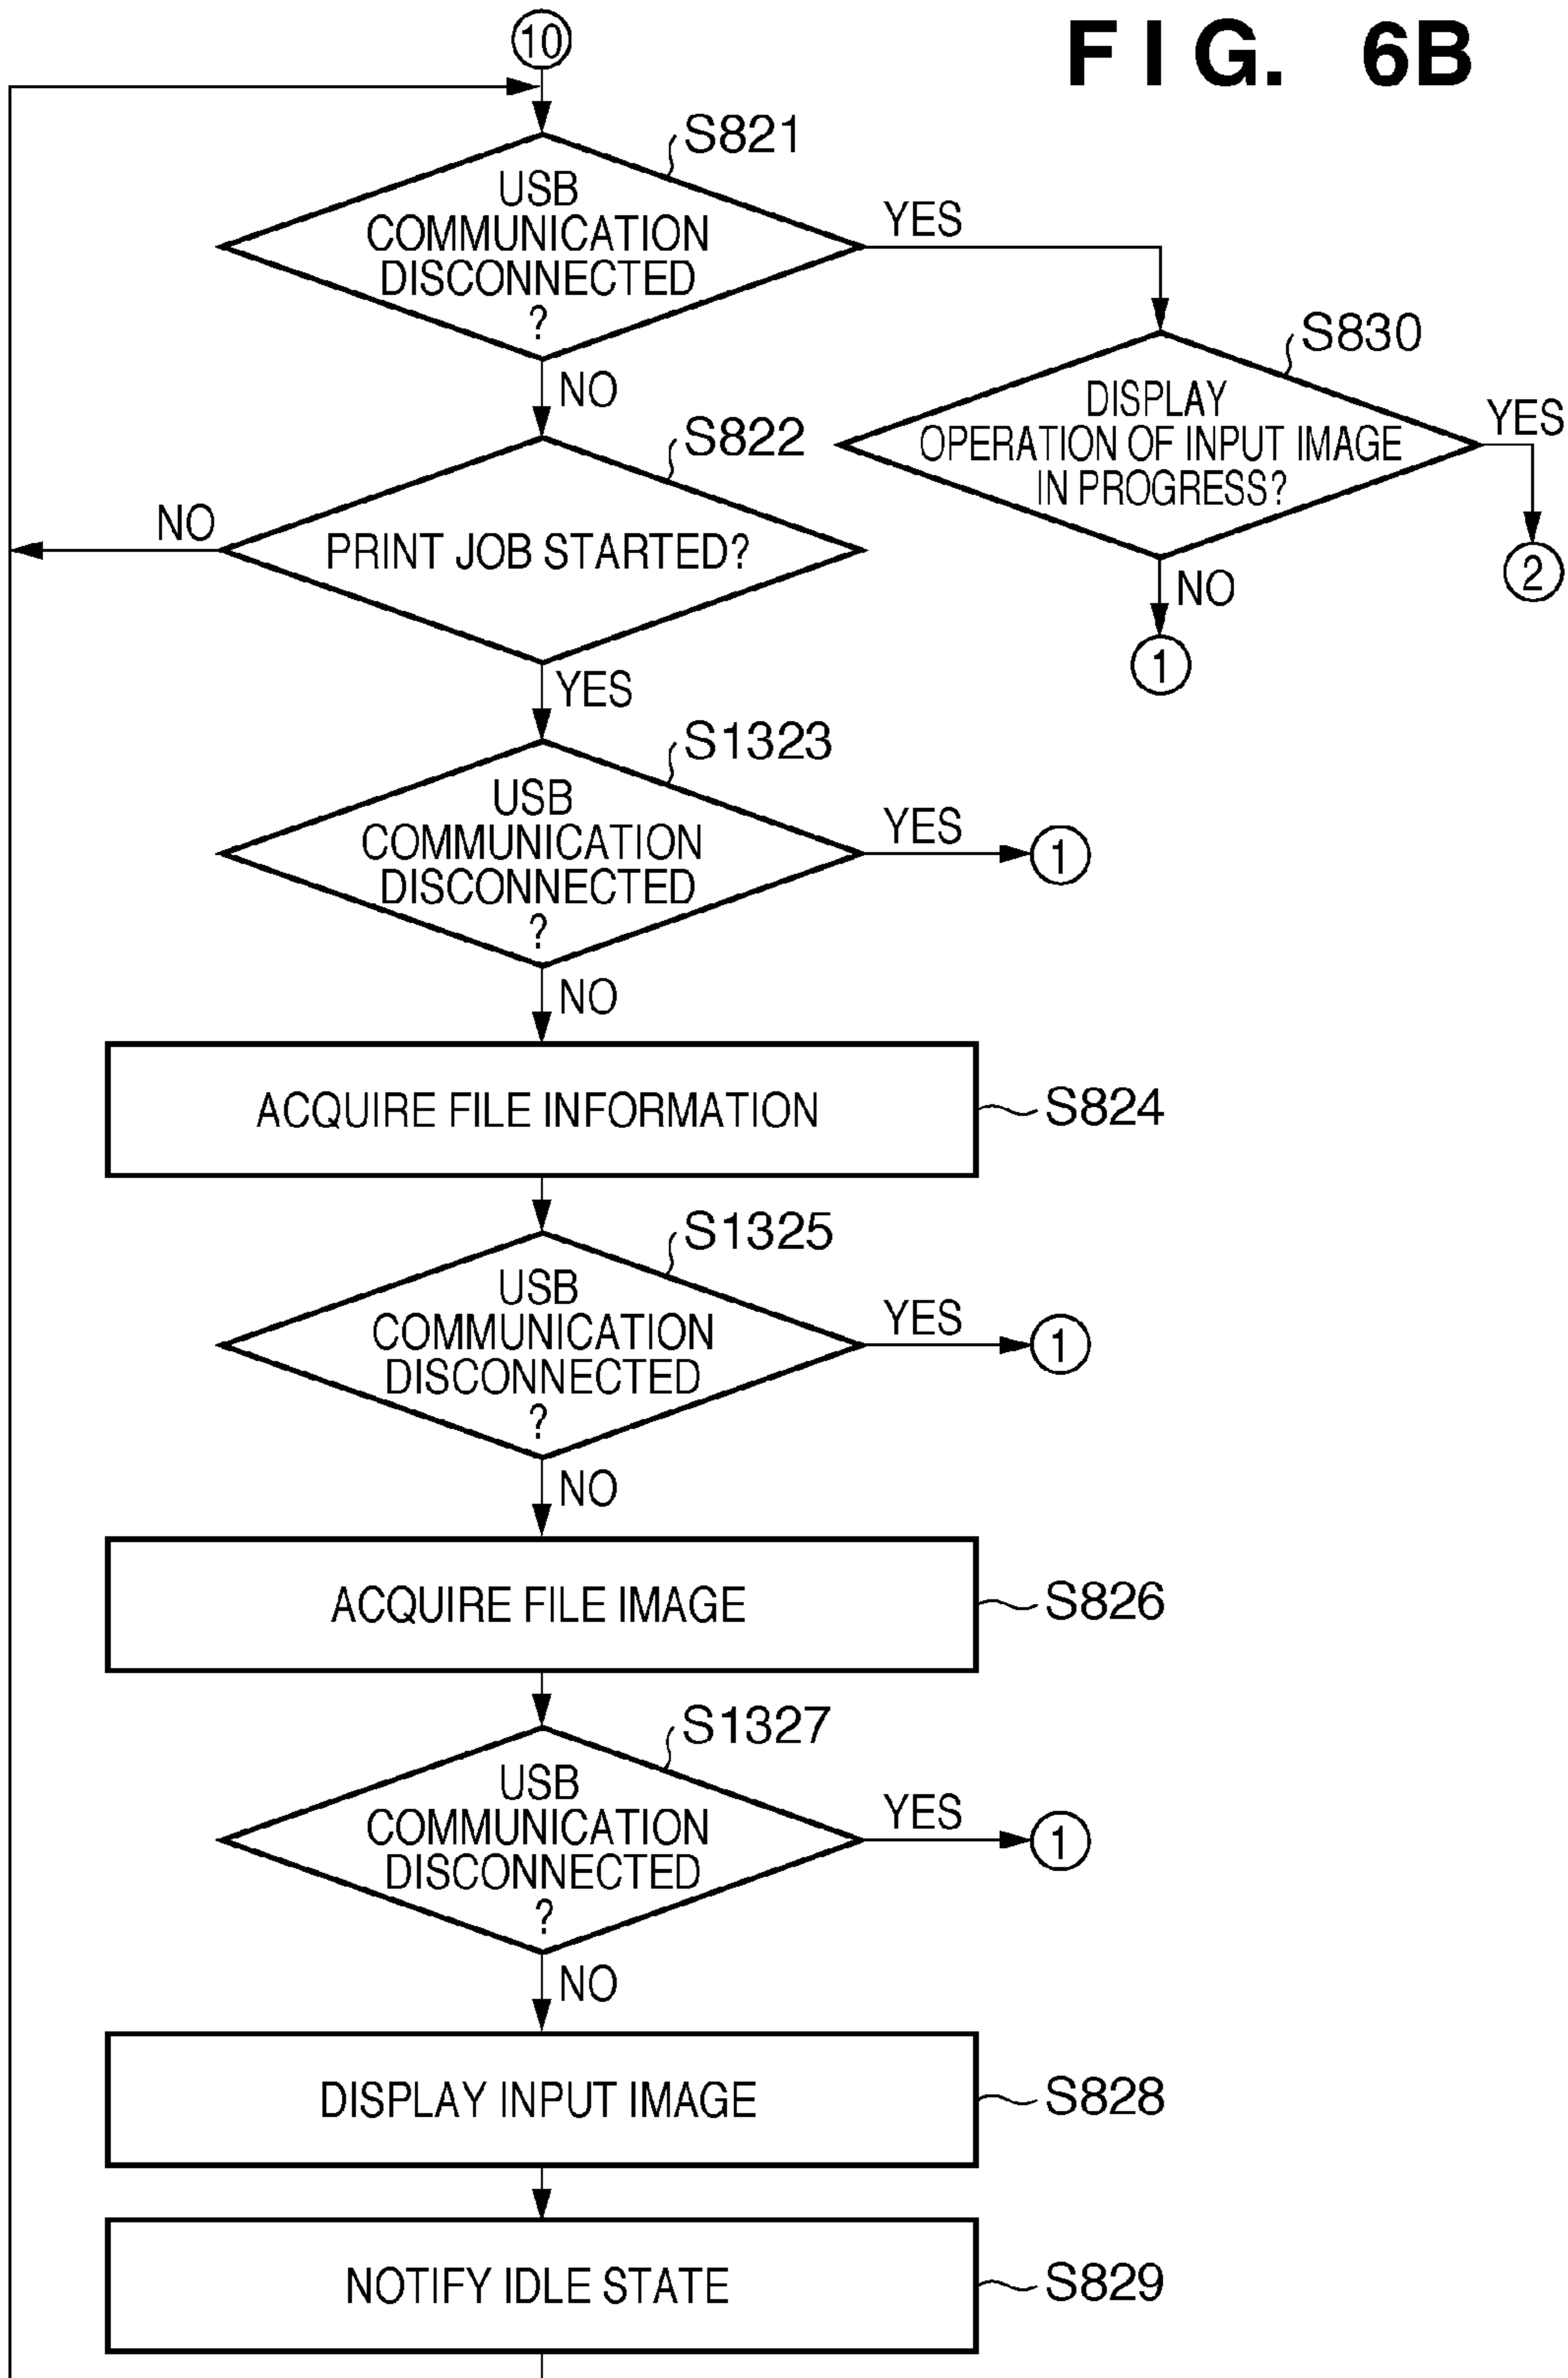 FIG. 6B
10
S821
USB
COMMUNICATION
DISCONNECTED
?
YES
NO
S830
DISPLAY
OPERATION OF INPUT IMAGE
IN PROGRESS?
YES
2
NO
1
S822
PRINT JOB STARTED?
NO
YES
S1323
USB
COMMUNICATION
DISCONNECTED
?
YES
1
NO
ACQUIRE FILE INFORMATION
S824
S1325
USB
COMMUNICATION
DISCONNECTED
?
YES
1
NO
ACQUIRE FILE IMAGE
S826
S1327
USB
COMMUNICATION
DISCONNECTED
?
YES
1
NO
DISPLAY INPUT IMAGE
S828
NOTIFY IDLE STATE
S829